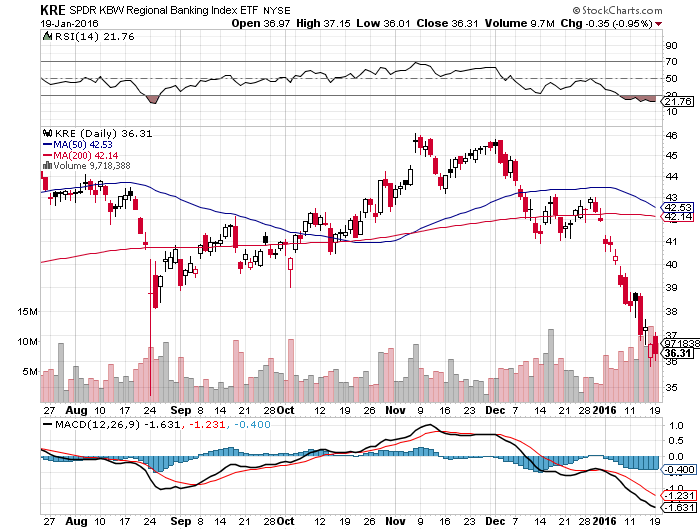 KRE SPDR KBW Regional Banking Index ETF NYSE © StockCharts.com
19-Jan-2016 Open 36.97 High 37.15 Low 36.01 Close 36.31 Volume 9.7M Chg -0.35 (-0.95%)
RSI(14) 21.76
90
70
50
30
21.76
10
KRE (Daily) 36.31
MA(50) 42.53
MA(200) 42.14
Volume 9,718,388
46
45
44
43
42.53
42.14
41
40
39
38
37
9718388
36.31
35
15M
10M
5M
27 Aug 10 17 24 Sep 8 14 21 28 Oct 12 19 26 Nov 9 16 23 Dec 7 14 21 28 2016 11 19
MACD(12,26,9) -1.631, -1.231, -0.400
1.0
0.5
0.0
-0.400
-1.231
-1.631
27 Aug 10 17 24 Sep 8 14 21 28 Oct 12 19 26 Nov 9 16 23 Dec 7 14 21 28 2016 11 19